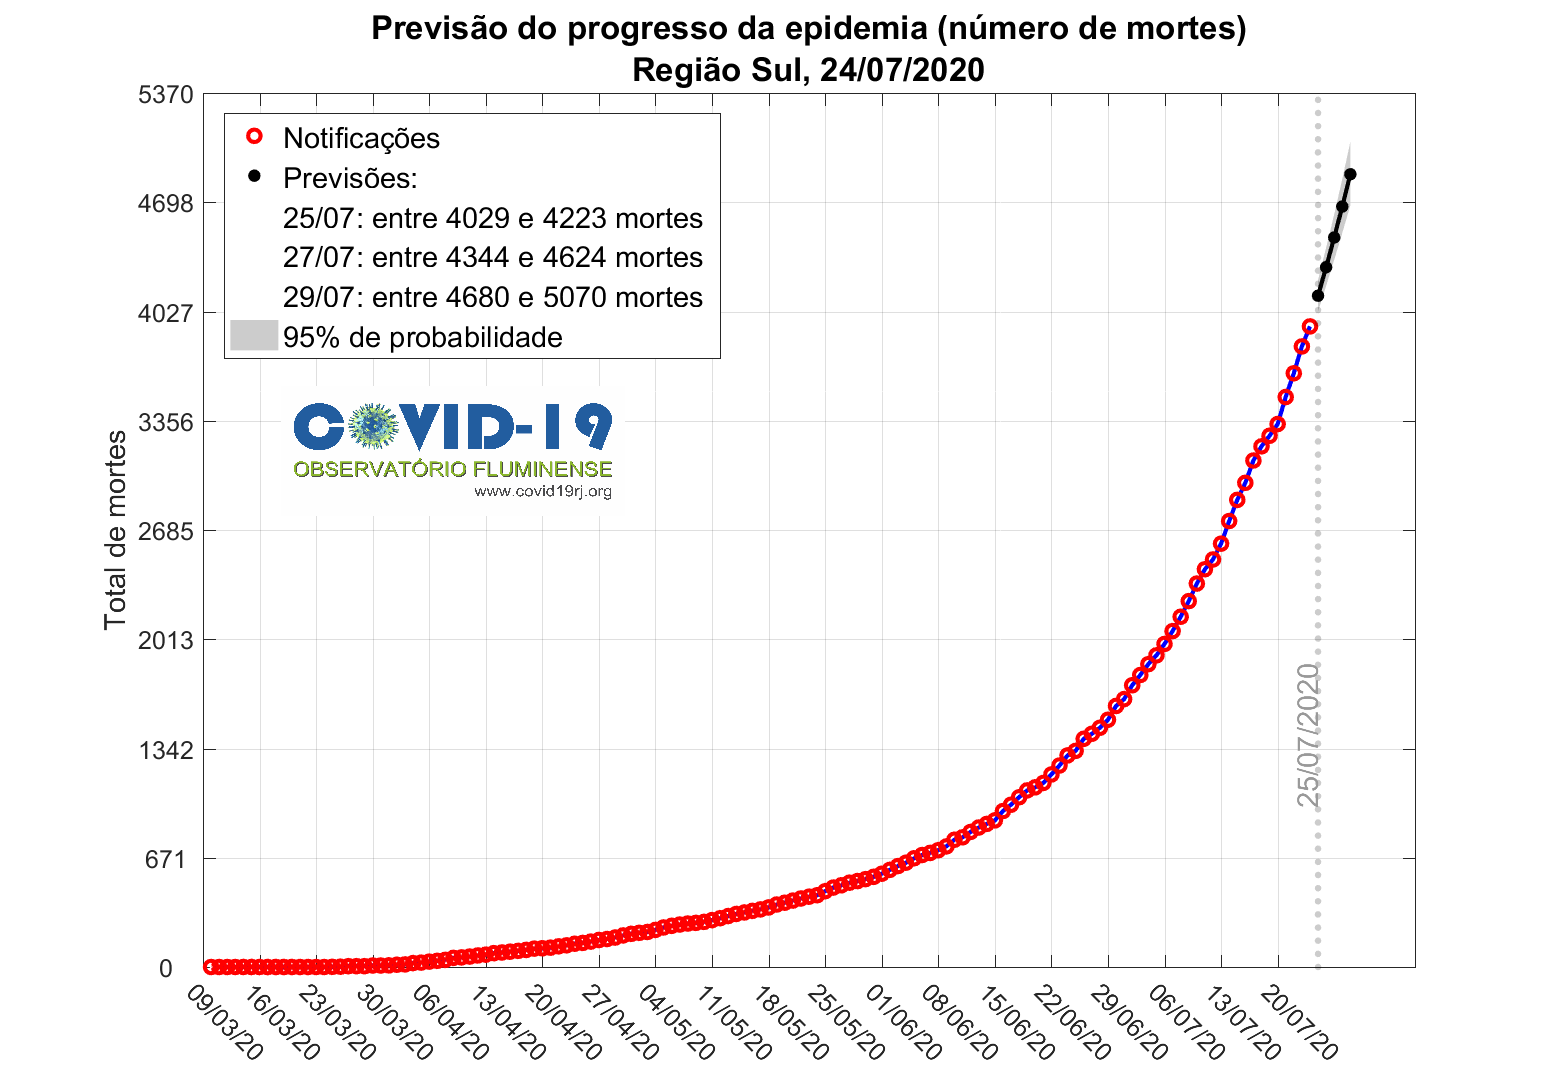 Previsão do progresso da epidemia (número de mortes)
Região Sul, 24/07/2020
5370
4698
4027
3356
2685
2013
1342
671
0
Total de mortes
Notificações
Previsões:
25/07: entre 4029 e 4223 mortes
27/07: entre 4344 e 4624 mortes
29/07: entre 4680 e 5070 mortes
95% de probabilidade
COVID-19
OBSERVATÓRIO FLUMINENSE
www.covid19rj.org
25/07/2020
09/03/20
16/03/20
23/03/20
30/03/20
06/04/20
13/04/20
20/04/20
27/04/20
04/05/20
11/05/20
18/05/20
25/05/20
01/06/20
08/06/20
15/06/20
22/06/20
29/06/20
06/07/20
13/07/20
20/07/20